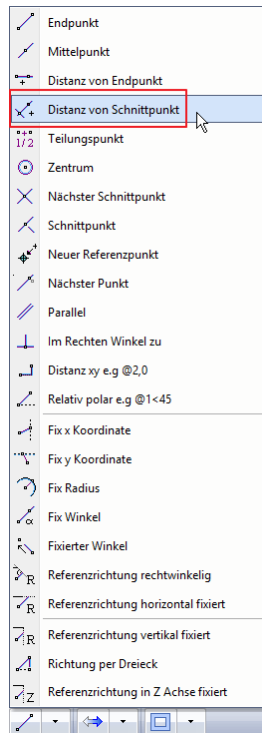 Endpunkt
Mittelpunkt
Distanz von Endpunkt
Distanz von Schnittpunkt
1/2 Teilungspunkt
Zentrum
Nächster Schnittpunkt
Schnittpunkt
Neuer Referenzpunkt
Nächster Punkt
Parallel
Im Rechten Winkel zu
Distanz xy e.g @2,0
Relativ polar e.g @1<45
Fix x Koordinate
Fix y Koordinate
Fix Radius
α Fix Winkel
Fixierter Winkel
R Referenzrichtung rechtwinkelig
R Referenzrichtung horizontal fixiert
R Referenzrichtung vertikal fixiert
Richtung per Dreieck
Z Referenzrichtung in Z Achse fixiert